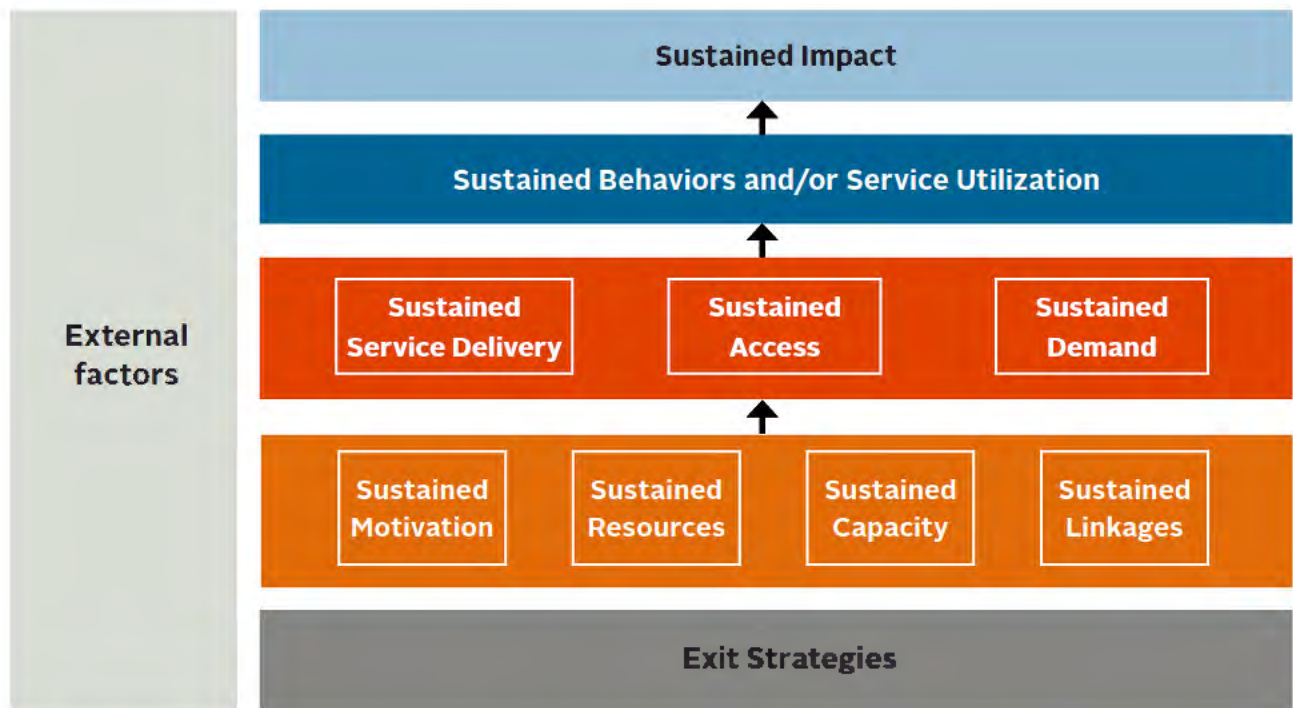 Sustained Impact
Sustained Behaviors and/or Service Utilization
Sustained
Service Delivery
Sustained
Access
Sustained
Demand
External
factors
Sustained
Motivation
Sustained
Resources
Sustained
Capacity
Sustained
Linkages
Exit Strategies